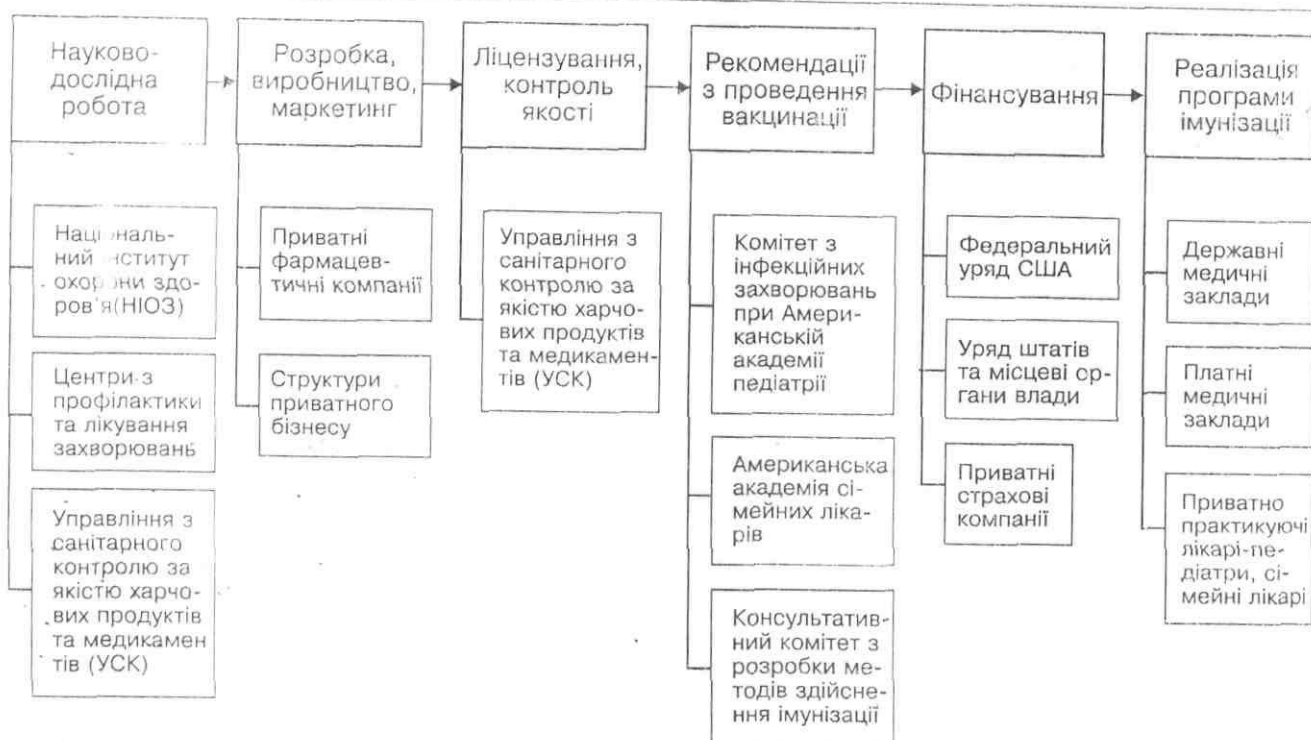 Науково-
дослідна
робота
Розробка,
виробництво,
маркетинг
Ліцензування,
контроль
якості
Рекомендації
з проведення
вакцинації
Фінансування
Реалізація
програми
імунізації
Національ-
ний інститут
охорони здо-
ров'я(НІОЗ)
Центри з
профілактики
та лікування
захворювань
Управління з
санітарного
контролю за
якістю харчо-
вих продуктів
та медикамен
тів (УСК)
Приватні
фармацев-
тичні компанії
Структури
приватного
бізнесу
Управління з
санітарного
контролю за
якістю харчо-
вих продуктів
та медикамен-
тів (УСК)
Комітет з
інфекційних
захворювань
при Амери-
канській
академії
педіатрії
Американська
академія сі-
мейних ліка-
рів
Консультатив-
ний комітет з
розробки ме-
тодів здійсне-
ння імунізації
Федеральний
уряд США
Уряд штатів
та місцеві ор-
гани влади
Приватні
страхові
компанії
Державні
медичні
заклади
Платні
медичні
заклади
Приватно
практикуючі
лікарі-пе-
діатри, сі-
мейні лікарі